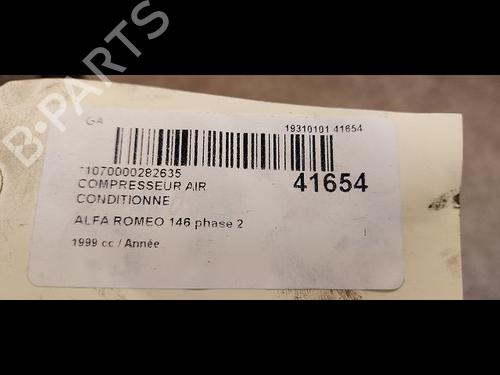 B-PARTS
GA
19310101 41654
*1070000282635
COMPRESSEUR AIR
CONDITIONNE
41654
ALFA ROMEO 146 phase 2
1999 cc / Année